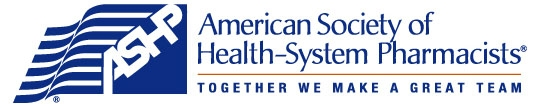 ASHP®
American Society of
Health-System Pharmacists®
TOGETHER WE MAKE A GREAT TEAM